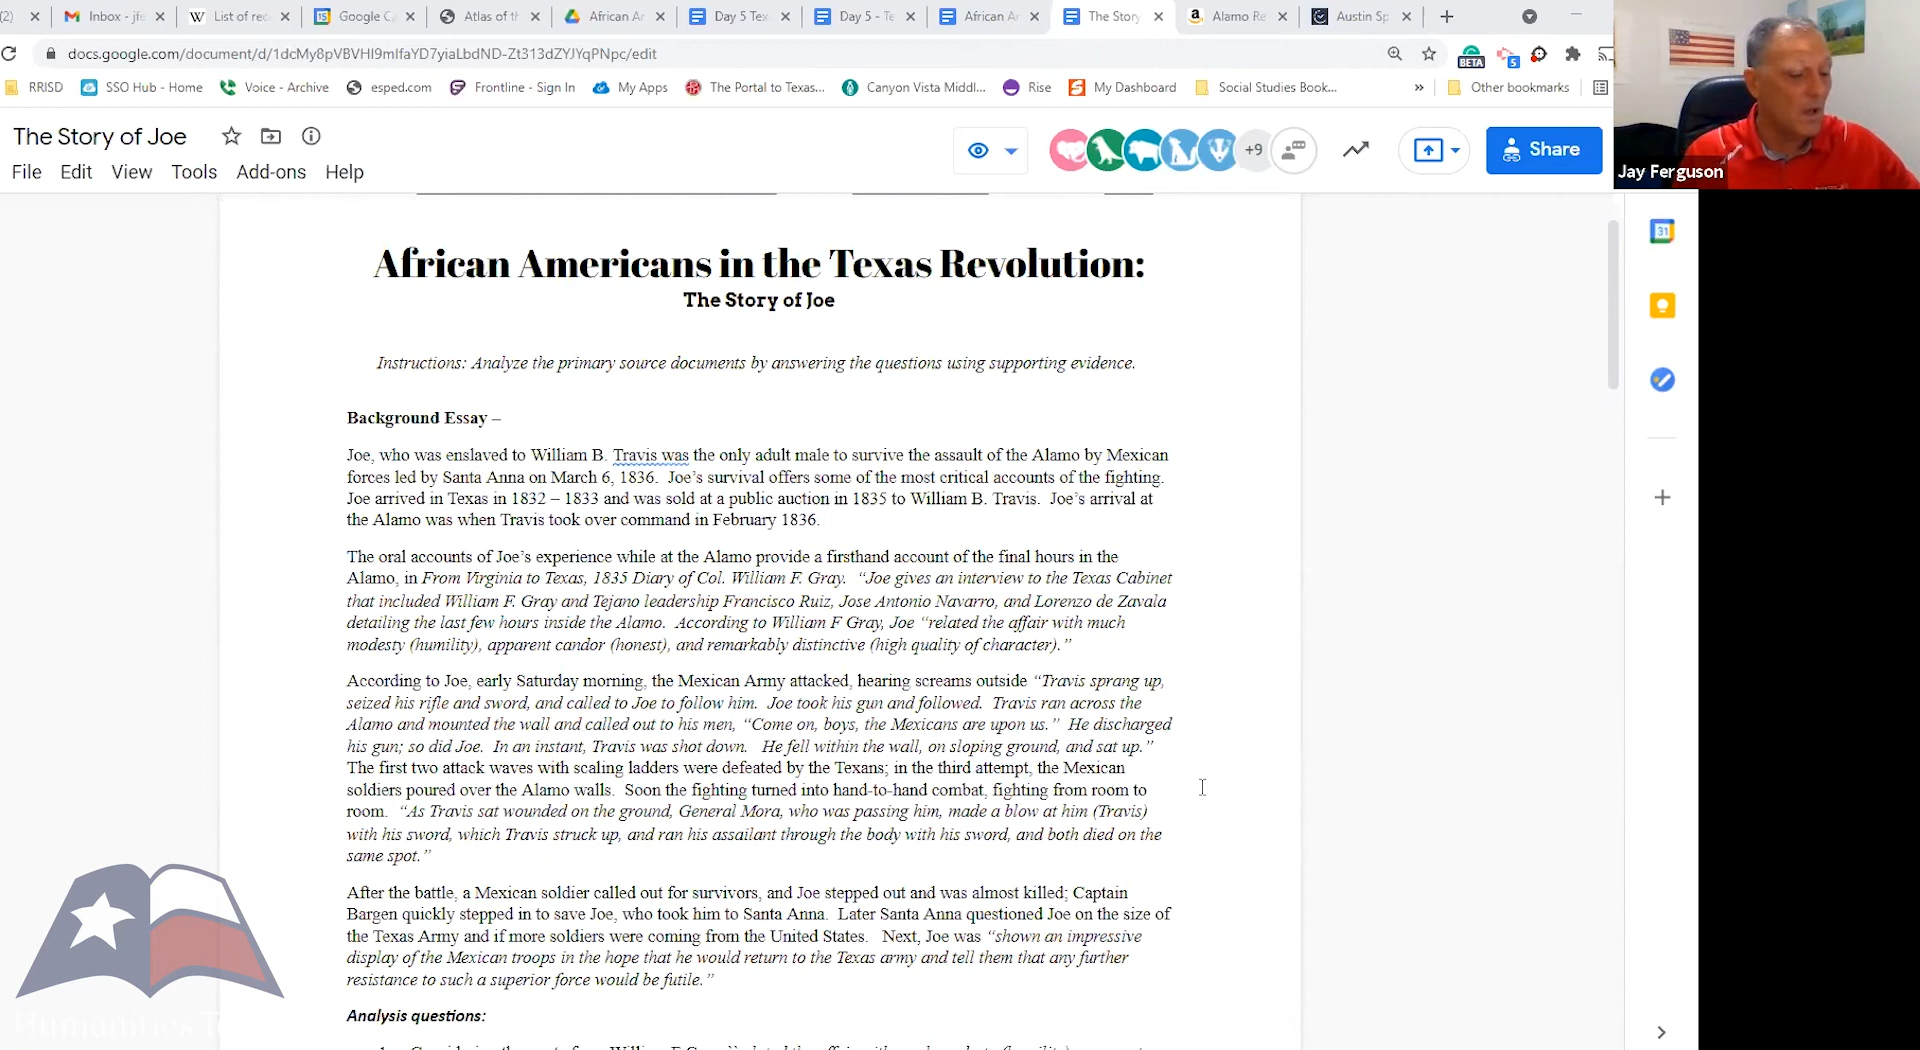 (2)
Inbox - jfe
List of rec
Google Ca
Atlas of th
African Ar
Day 5 Tex
Day 5 - Te
African A
The Story
Alamo Re
Austin Sp
docs.google.com/document/d/1dcMy8pVBVHI9mlfaYD7yiaLbdND-Zt313dZYJYqPNpc/edit
BETA
5
RRISD
SSO Hub - Home
Voice - Archive
esped.com
Frontline - Sign In
My Apps
The Portal to Texas...
Canyon Vista Middl...
Rise
My Dashboard
Social Studies Book...
»
Other bookmarks
The Story of Joe
+9
Share
Jay Ferguson
File Edit View Tools Add-ons Help
31
African Americans in the Texas Revolution:
The Story of Joe
Instructions: Analyze the primary source documents by answering the questions using supporting evidence.
Background Essay –
Joe, who was enslaved to William B. Travis was the only adult male to survive the assault of the Alamo by Mexican
forces led by Santa Anna on March 6, 1836. Joe's survival offers some of the most critical accounts of the fighting.
Joe arrived in Texas in 1832 – 1833 and was sold at a public auction in 1835 to William B. Travis. Joe's arrival at
the Alamo was when Travis took over command in February 1836.
The oral accounts of Joe's experience while at the Alamo provide a firsthand account of the final hours in the
Alamo, in From Virginia to Texas, 1835 Diary of Col. William F. Gray. “Joe gives an interview to the Texas Cabinet
that included William F. Gray and Tejano leadership Francisco Ruiz, Jose Antonio Navarro, and Lorenzo de Zavala
detailing the last few hours inside the Alamo. According to William F Gray, Joe “related the affair with much
modesty (humility), apparent candor (honest), and remarkably distinctive (high quality of character).”
According to Joe, early Saturday morning, the Mexican Army attacked, hearing screams outside “Travis sprang up,
seized his rifle and sword, and called to Joe to follow him. Joe took his gun and followed. Travis ran across the
Alamo and mounted the wall and called out to his men, “Come on, boys, the Mexicans are upon us.” He discharged
his gun; so did Joe. In an instant, Travis was shot down. He fell within the wall, on sloping ground, and sat up.”
The first two attack waves with scaling ladders were defeated by the Texans; in the third attempt, the Mexican
soldiers poured over the Alamo walls. Soon the fighting turned into hand-to-hand combat, fighting from room to
room. “As Travis sat wounded on the ground, General Mora, who was passing him, made a blow at him (Travis)
with his sword, which Travis struck up, and ran his assailant through the body with his sword, and both died on the
same spot.”
After the battle, a Mexican soldier called out for survivors, and Joe stepped out and was almost killed; Captain
Bargen quickly stepped in to save Joe, who took him to Santa Anna. Later Santa Anna questioned Joe on the size of
the Texas Army and if more soldiers were coming from the United States. Next, Joe was “shown an impressive
display of the Mexican troops in the hope that he would return to the Texas army and tell them that any further
resistance to such a superior force would be futile.”
Analysis questions:
Humanities T